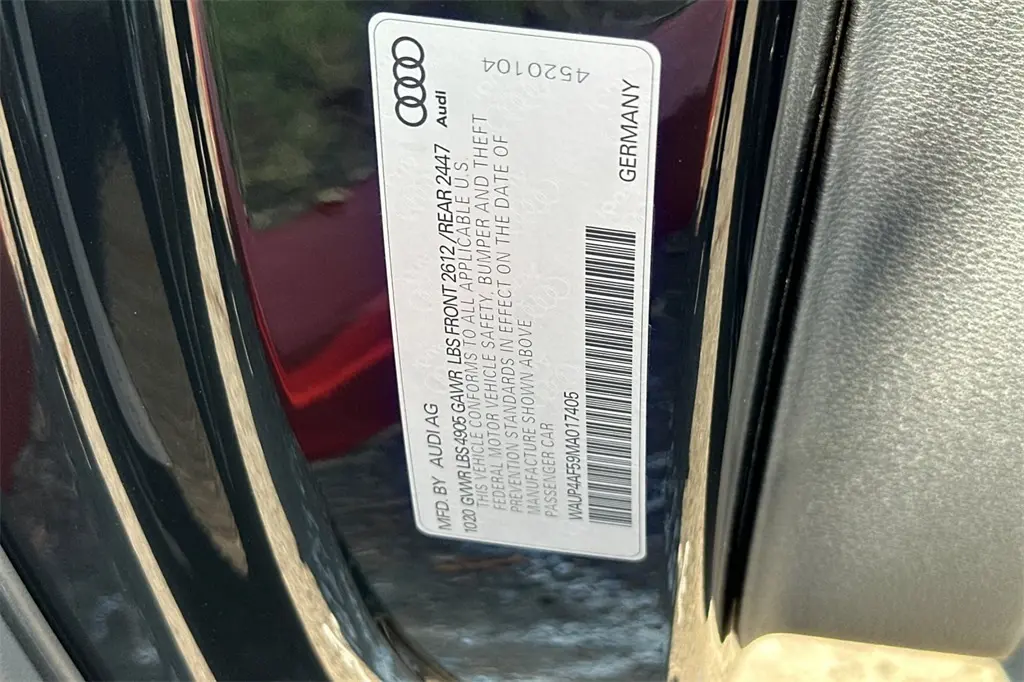 Audi
4520104
MFD. BY AUDI AG
1020 GVWR LBS 4905 GAWR LBS FRONT 2612 /REAR 2447
THIS VEHICLE CONFORMS TO ALL APPLICABLE U.S.
FEDERAL MOTOR VEHICLE SAFETY, BUMPER AND THEFT
PREVENTION STANDARDS IN EFFECT ON THE DATE OF
MANUFACTURE SHOWN ABOVE
PASSENGER CAR
WAUP4AF59MA017405
GERMANY